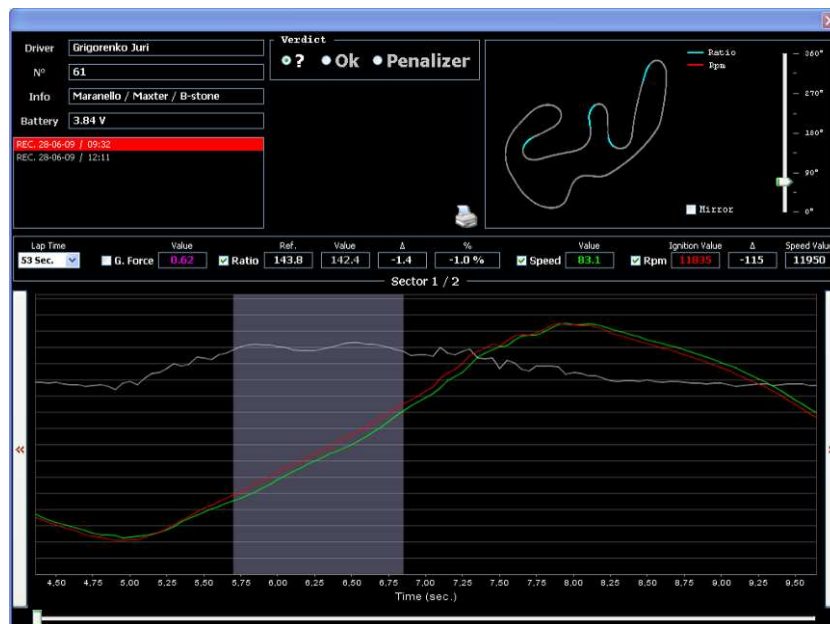 Driver Grigorenko Juri
N° 61
Info Maranello / Maxter / B-stone
Battery 3.84 V
REC. 28-06-09 / 09:32
REC. 28-06-09 / 12:11
Verdict
? Ok Penalizer
Ratio
Rpm
360°
270°
180°
90°
0°
Mirror
Lap Time Value Ref. Value Δ % Value Ignition Value Δ Speed Value
53 Sec. G. Force 0.62 Ratio 143.8 142.4 -1.4 -1.0 % Speed 83.1 Rpm 11835 -115 11950
Sector 1 / 2
« »
4,50 4,75 5,00 5,25 5,50 5,75 6,00 6,25 6,50 6,75 7,00 7,25 7,50 7,75 8,00 8,25 8,50 8,75 9,00 9,25 9,50
Time (sec.)